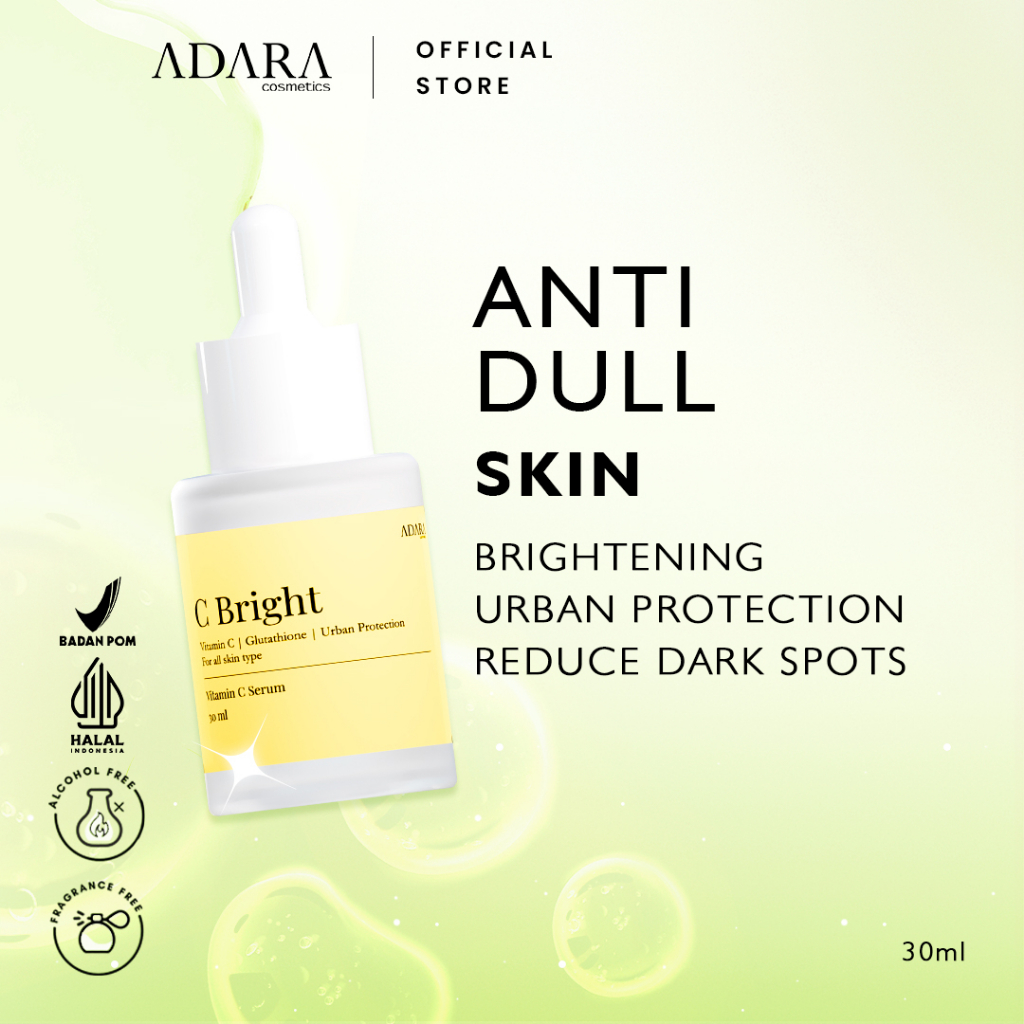 ADARA
cosmetics
OFFICIAL
STORE
ANTI
DULL
SKIN
BRIGHTENING
URBAN PROTECTION
REDUCE DARK SPOTS
ADARA
C Bright
Vitamin C | Glutathione | Urban Protection
For all skin type
Vitamin C Serum
30 ml
BADAN POM
HALAL
INDONESIA
ALCOHOL FREE
FRAGRANCE FREE
30ml